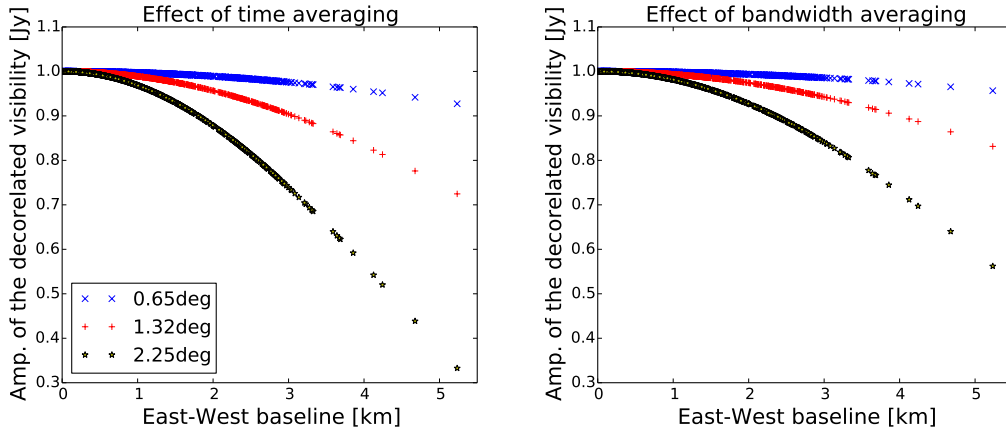 Effect of time averaging
Amp. of the decorelated visibility [Jy]
1.1
1.0
0.9
0.8
0.7
0.6
0.5
0.4
0.3
0.65deg
1.32deg
2.25deg
0 1 2 3 4 5
East-West baseline [km]
Effect of bandwidth averaging
Amp. of the decorelated visibility [Jy]
1.1
1.0
0.9
0.8
0.7
0.6
0.5
0.4
0.3
0 1 2 3 4 5
East-West baseline [km]